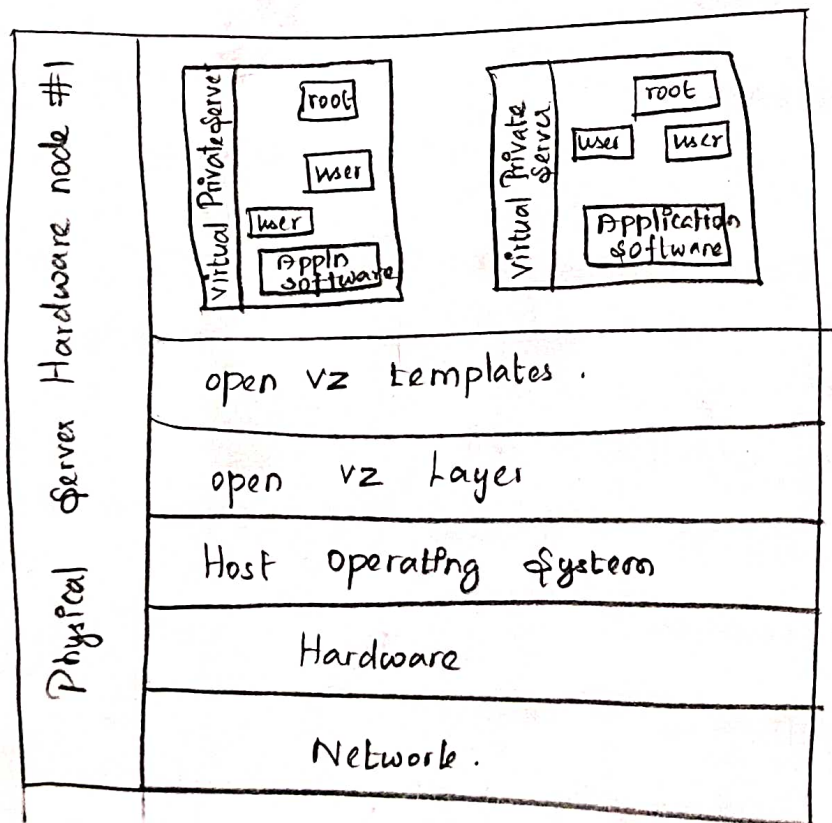 Physical Server Hardware node #1
Virtual Private Server
root
user
user
Appln
software
Virtual Private
Server
root
user user
Application
software
open vz templates .
open vz Layer
Host operating System
Hardware
Network .